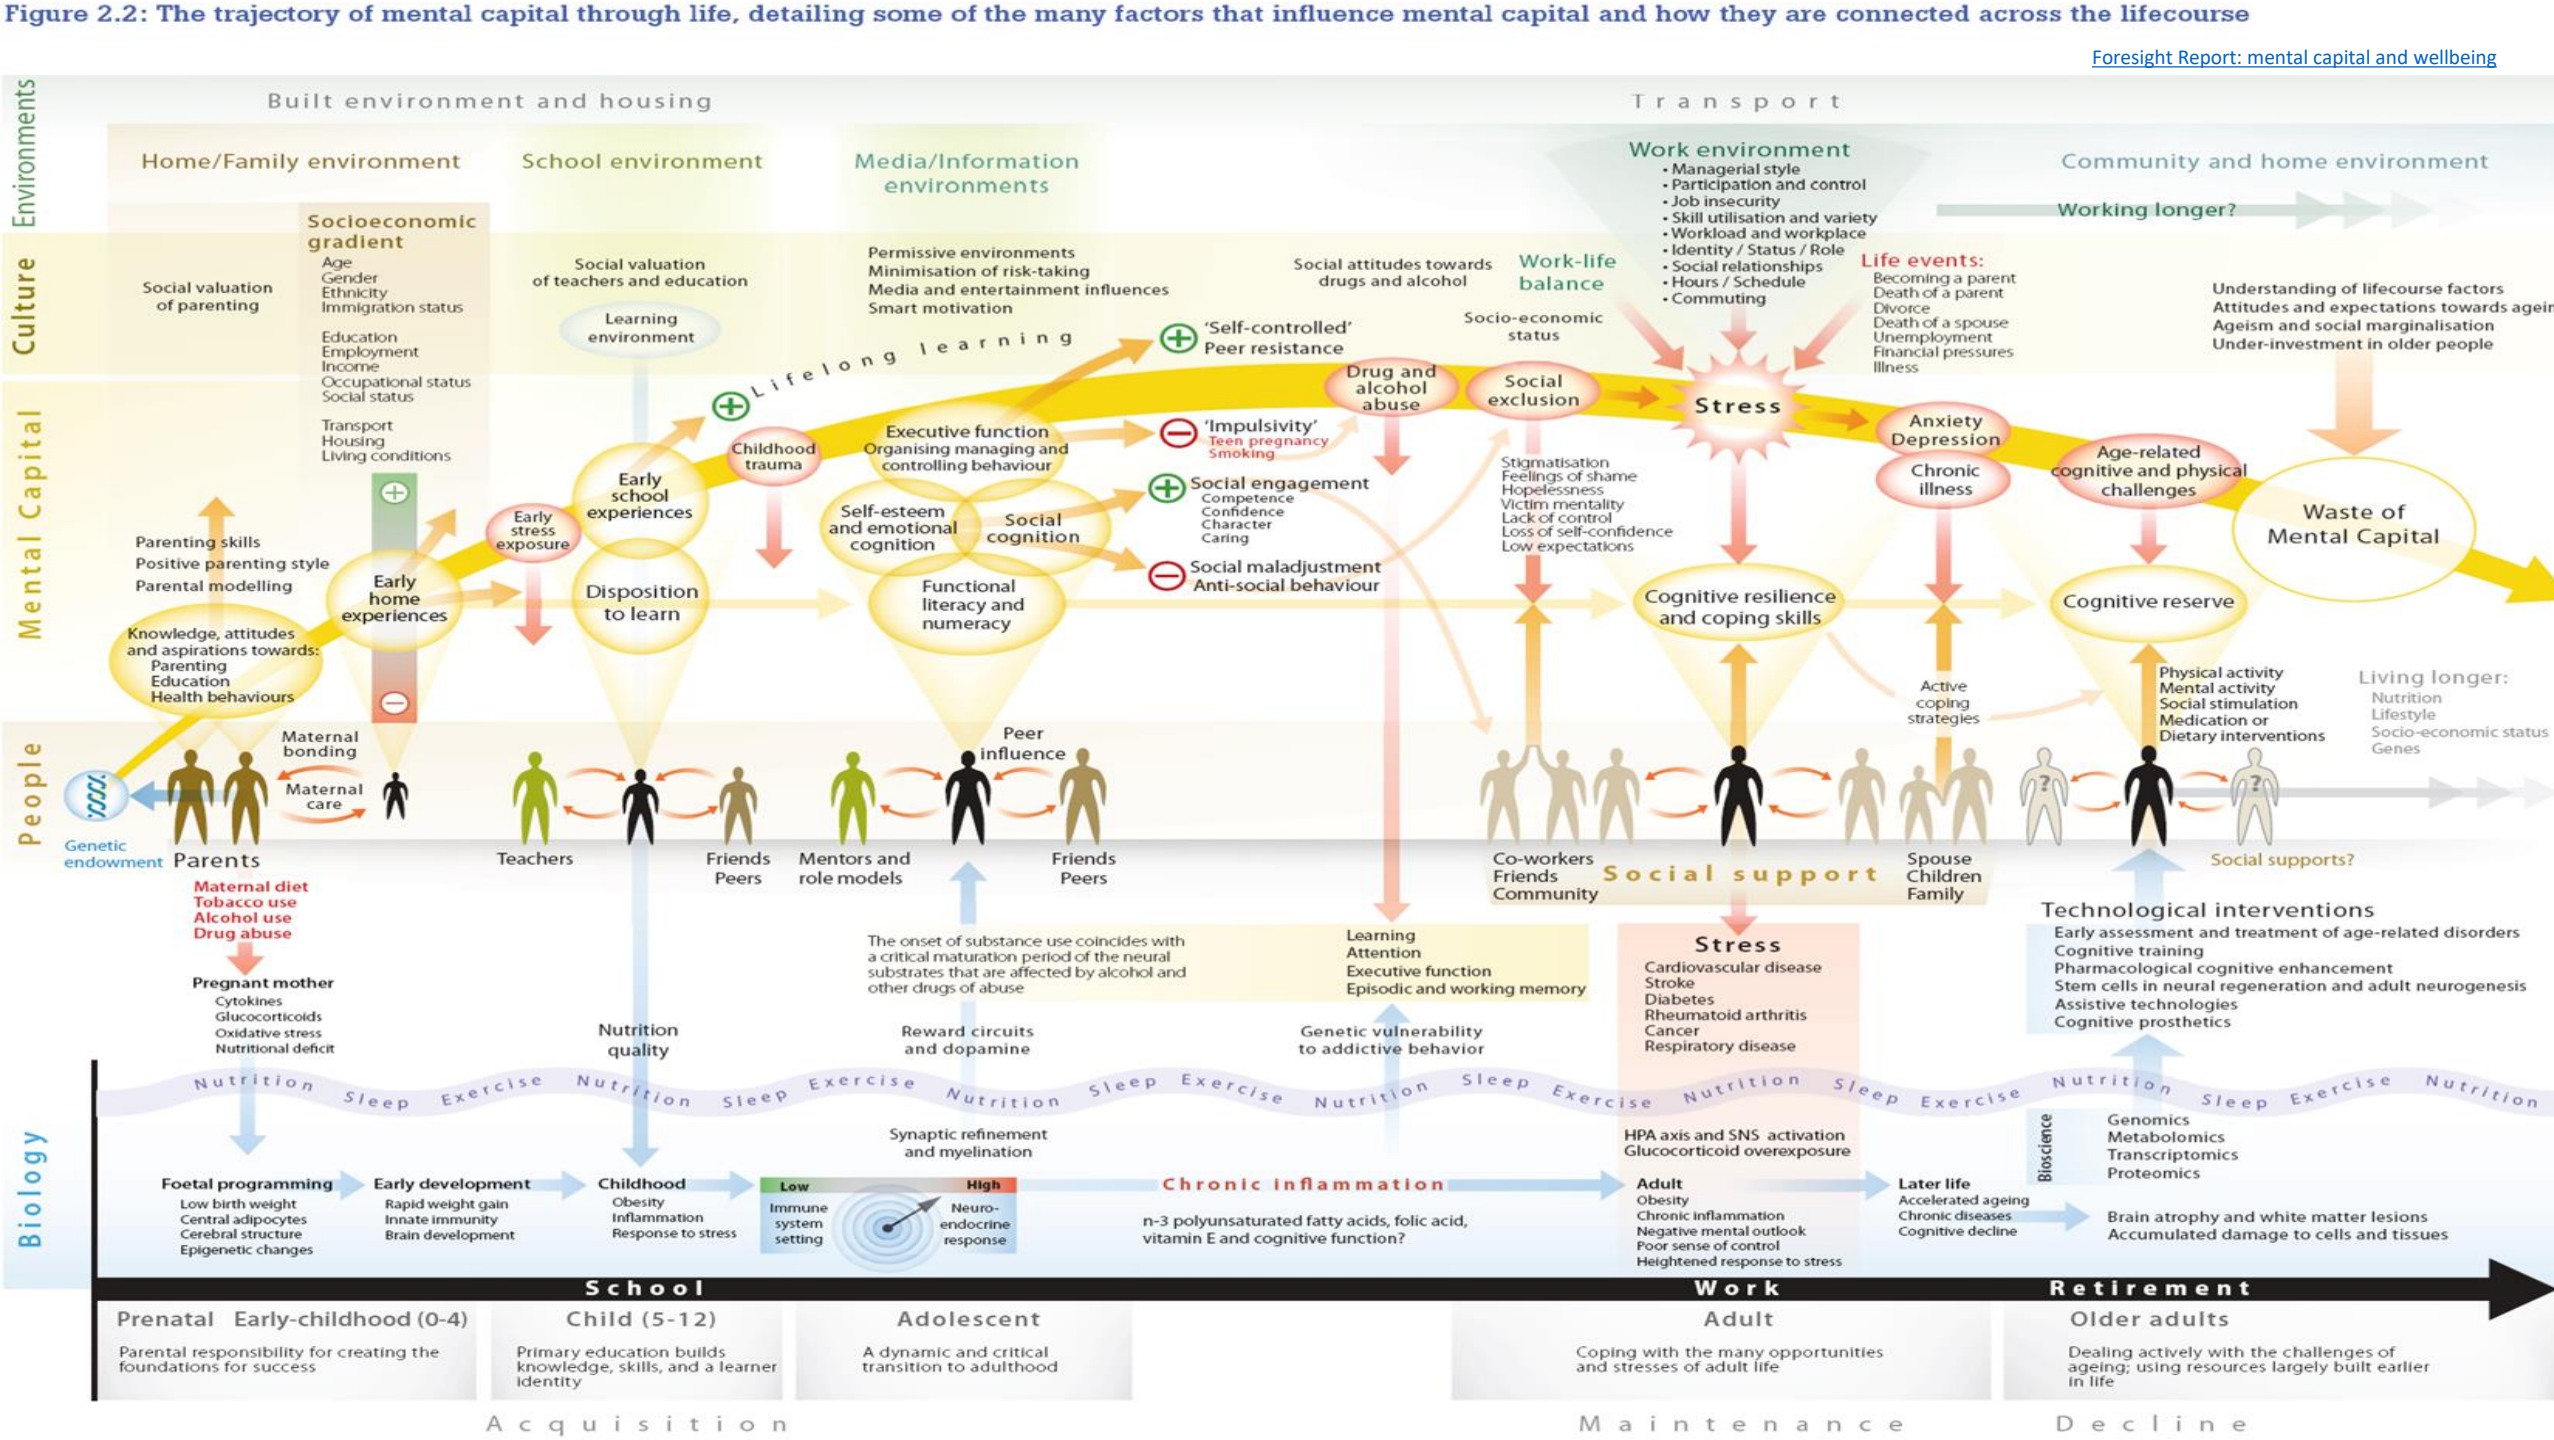 Figure 2.2: The trajectory of mental capital through life, detailing some of the many factors that influence mental capital and how they are connected across the lifecourse
Foresight Report: mental capital and wellbeing
Environments
Built environment and housing
Transport
Home/Family environment
School environment
Media/Information
environments
Work environment
• Managerial style
• Participation and control
• Job insecurity
• Skill utilisation and variety
• Workload and workplace
• Identity / Status / Role
• Social relationships
• Hours / Schedule
• Commuting
Community and home environment
Working longer?
Culture
Social valuation
of parenting
Socioeconomic
gradient
Age
Gender
Ethnicity
Immigration status
Education
Employment
Income
Occupational status
Social status
Transport
Housing
Living conditions
Social valuation
of teachers and education
Learning
environment
Permissive environments
Minimisation of risk-taking
Media and entertainment influences
Smart motivation
Lifelong learning
Social attitudes towards
drugs and alcohol
Work-life
balance
Socio-economic
status
Life events:
Becoming a parent
Death of a parent
Divorce
Death of a spouse
Unemployment
Financial pressures
Illness
Understanding of lifecourse factors
Attitudes and expectations towards agein
Ageism and social marginalisation
Under-investment in older people
Mental Capital
Parenting skills
Positive parenting style
Parental modelling
Knowledge, attitudes
and aspirations towards:
Parenting
Education
Health behaviours
+
−
Early
home
experiences
Early
stress
exposure
Early
school
experiences
Disposition
to learn
+
Childhood
trauma
Executive function
Organising managing and
controlling behaviour
Self-esteem
and emotional
cognition
Social
cognition
Functional
literacy and
numeracy
+
'Self-controlled'
Peer resistance
−
'Impulsivity'
Teen pregnancy
Smoking
+
Social engagement
Competence
Confidence
Character
Caring
−
Social maladjustment
Anti-social behaviour
Drug and
alcohol
abuse
Social
exclusion
Stigmatisation
Feelings of shame
Hopelessness
Victim mentality
Lack of control
Loss of self-confidence
Low expectations
Stress
Cognitive resilience
and coping skills
Anxiety
Depression
Chronic
illness
Active
coping
strategies
Age-related
cognitive and physical
challenges
Cognitive reserve
Waste of
Mental Capital
Physical activity
Mental activity
Social stimulation
Medication or
Dietary interventions
Living longer:
Nutrition
Lifestyle
Socio-economic status
Genes
People
Genetic
endowment
Parents
Maternal
bonding
Maternal
care
Teachers
Friends
Peers
Mentors and
role models
Peer
influence
Friends
Peers
Co-workers
Friends
Community
Social support
Spouse
Children
Family
?
?
Social supports?
Maternal diet
Tobacco use
Alcohol use
Drug abuse
Pregnant mother
Cytokines
Glucocorticoids
Oxidative stress
Nutritional deficit
Nutrition
quality
The onset of substance use coincides with
a critical maturation period of the neural
substrates that are affected by alcohol and
other drugs of abuse
Reward circuits
and dopamine
Learning
Attention
Executive function
Episodic and working memory
Genetic vulnerability
to addictive behavior
Stress
Cardiovascular disease
Stroke
Diabetes
Rheumatoid arthritis
Cancer
Respiratory disease
Technological interventions
Early assessment and treatment of age-related disorders
Cognitive training
Pharmacological cognitive enhancement
Stem cells in neural regeneration and adult neurogenesis
Assistive technologies
Cognitive prosthetics
Nutrition Sleep Exercise Nutrition Sleep Exercise Nutrition Sleep Exercise Nutrition Sleep Exercise Nutrition Sleep Exercise Nutrition Sleep Exercise Nutrition
Biology
Foetal programming
Low birth weight
Central adipocytes
Cerebral structure
Epigenetic changes
Early development
Rapid weight gain
Innate immunity
Brain development
Childhood
Obesity
Inflammation
Response to stress
Synaptic refinement
and myelination
Low
High
Immune
system
setting
Neuro-
endocrine
response
Chronic inflammation
n-3 polyunsaturated fatty acids, folic acid,
vitamin E and cognitive function?
HPA axis and SNS activation
Glucocorticoid overexposure
Adult
Obesity
Chronic inflammation
Negative mental outlook
Poor sense of control
Heightened response to stress
Later life
Accelerated ageing
Chronic diseases
Cognitive decline
Bioscience
Genomics
Metabolomics
Transcriptomics
Proteomics
Brain atrophy and white matter lesions
Accumulated damage to cells and tissues
School
Work
Retirement
Prenatal Early-childhood (0-4)
Parental responsibility for creating the
foundations for success
Child (5-12)
Primary education builds
knowledge, skills, and a learner
identity
Adolescent
A dynamic and critical
transition to adulthood
Adult
Coping with the many opportunities
and stresses of adult life
Older adults
Dealing actively with the challenges of
ageing; using resources largely built earlier
in life
Acquisition
Maintenance
Decline